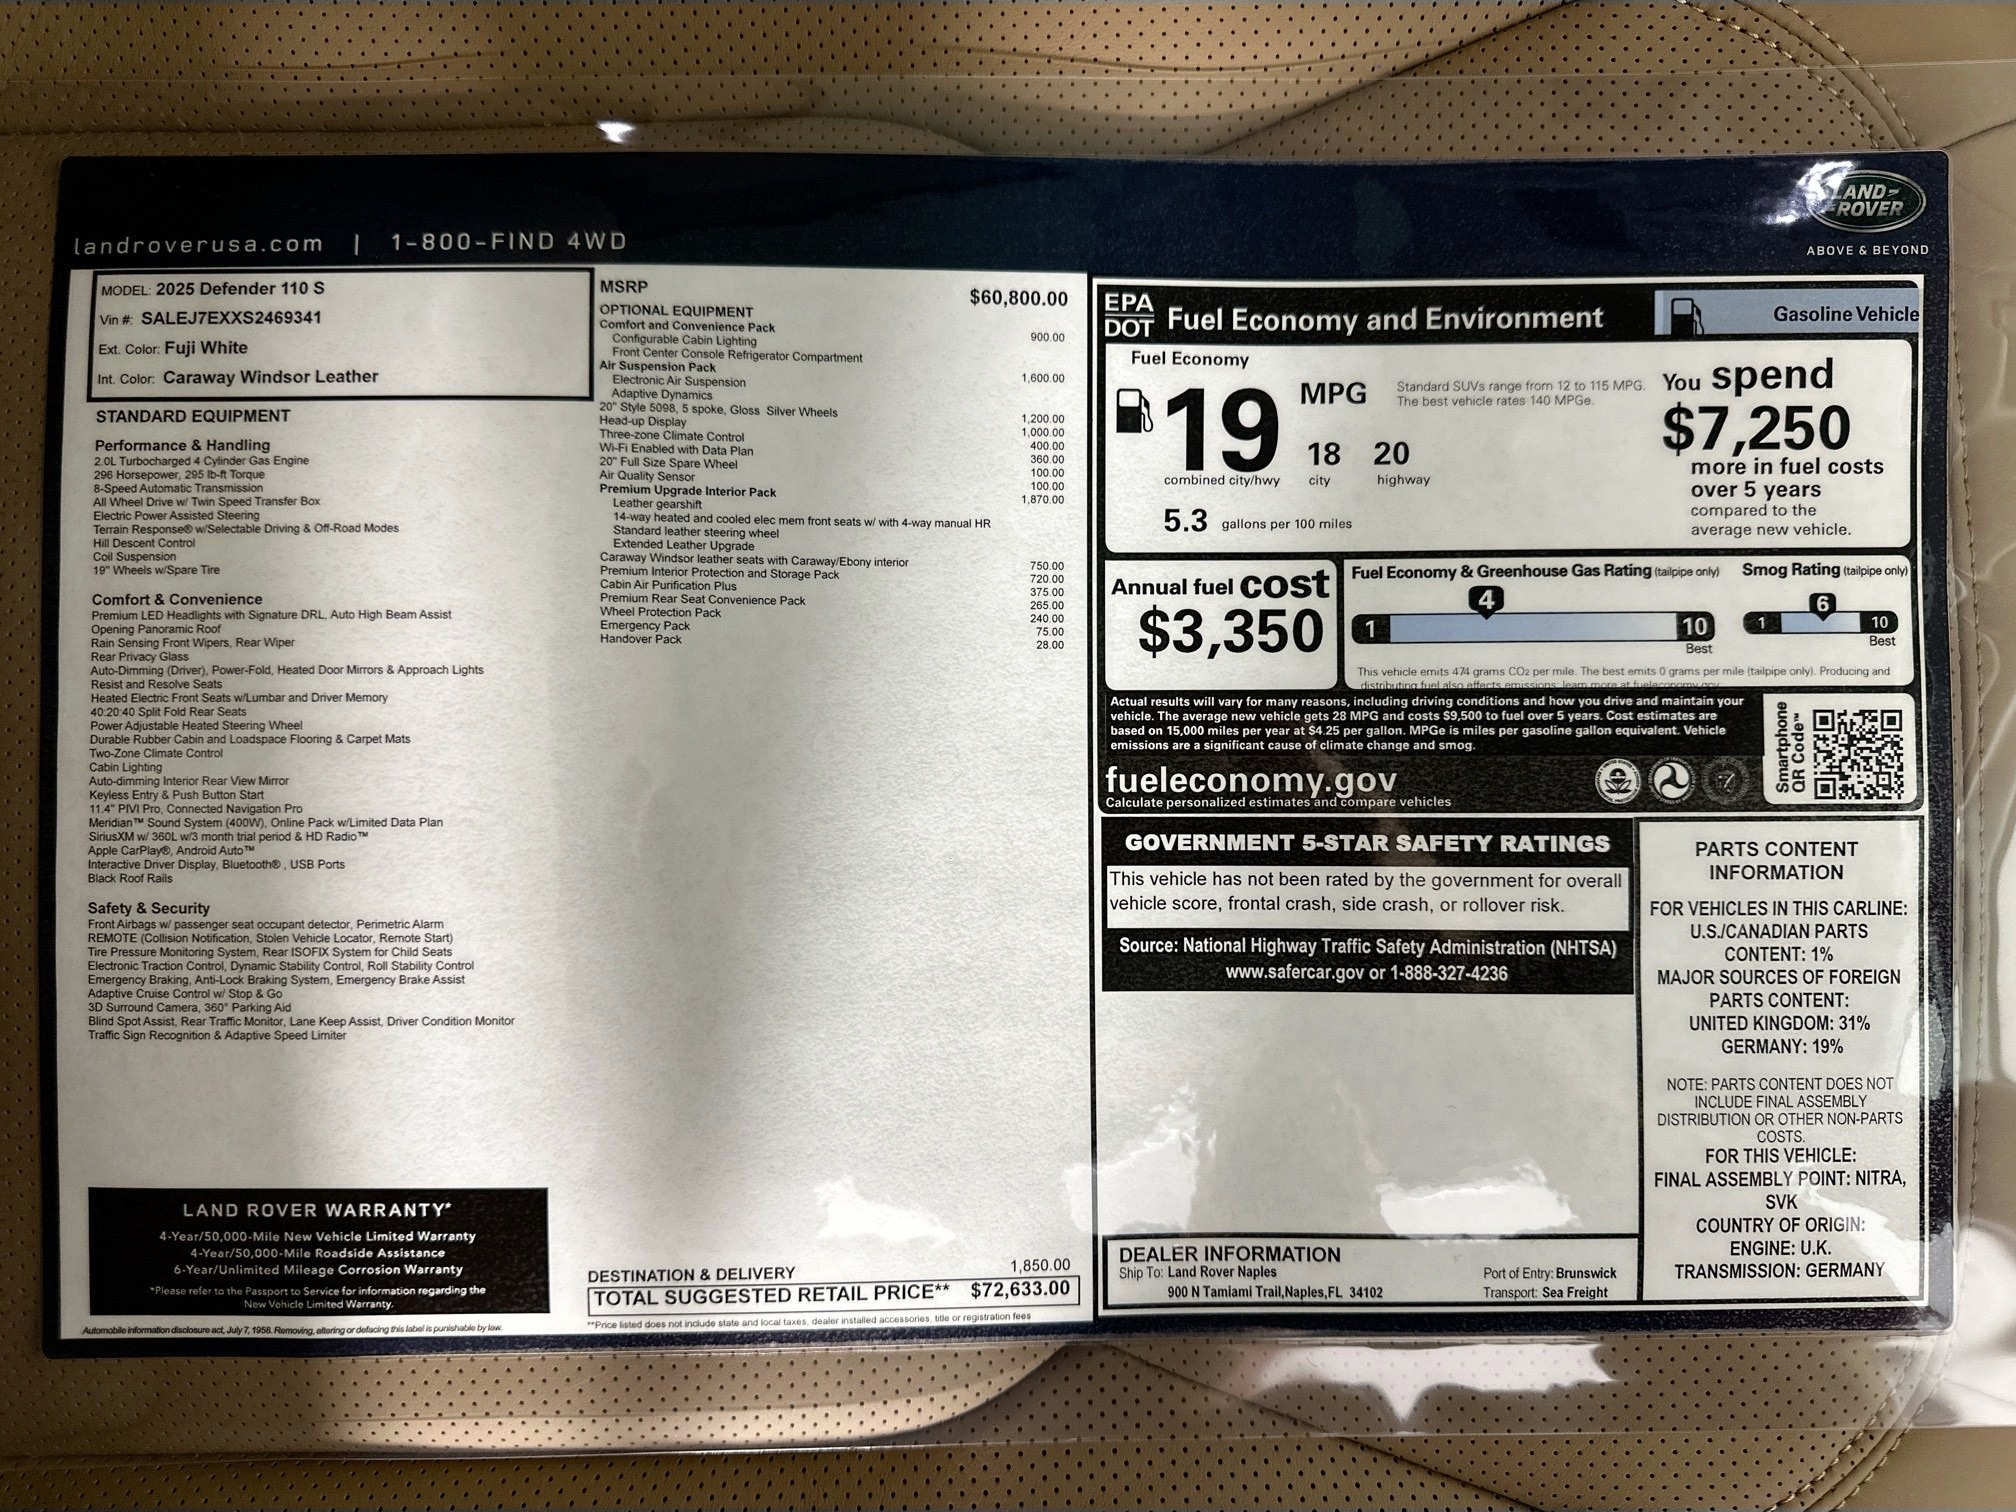 landroverusa.com | 1-800-FIND 4WD
LAND-
ROVER
ABOVE & BEYOND
MODEL: 2025 Defender 110 S
Vin #: SALEJ7EXXS2469341
Ext. Color: Fuji White
Int. Color: Caraway Windsor Leather
STANDARD EQUIPMENT
Performance & Handling
2.0L Turbocharged 4 Cylinder Gas Engine
296 Horsepower, 295 lb-ft Torque
8-Speed Automatic Transmission
All Wheel Drive w/ Twin Speed Transfer Box
Electric Power Assisted Steering
Terrain Response® w/Selectable Driving & Off-Road Modes
Hill Descent Control
Coil Suspension
19" Wheels w/Spare Tire
Comfort & Convenience
Premium LED Headlights with Signature DRL, Auto High Beam Assist
Opening Panoramic Roof
Rain Sensing Front Wipers, Rear Wiper
Rear Privacy Glass
Auto-Dimming (Driver), Power-Fold, Heated Door Mirrors & Approach Lights
Resist and Resolve Seats
Heated Electric Front Seats w/Lumbar and Driver Memory
40:20:40 Split Fold Rear Seats
Power Adjustable Heated Steering Wheel
Durable Rubber Cabin and Loadspace Flooring & Carpet Mats
Two-Zone Climate Control
Cabin Lighting
Auto-dimming Interior Rear View Mirror
Keyless Entry & Push Button Start
11.4" PIVI Pro, Connected Navigation Pro
Meridian™ Sound System (400W), Online Pack w/Limited Data Plan
SiriusXM w/ 360L w/3 month trial period & HD Radio™
Apple CarPlay®, Android Auto™
Interactive Driver Display, Bluetooth® , USB Ports
Black Roof Rails
Safety & Security
Front Airbags w/ passenger seat occupant detector, Perimetric Alarm
REMOTE (Collision Notification, Stolen Vehicle Locator, Remote Start)
Tire Pressure Monitoring System, Rear ISOFIX System for Child Seats
Electronic Traction Control, Dynamic Stability Control, Roll Stability Control
Emergency Braking, Anti-Lock Braking System, Emergency Brake Assist
Adaptive Cruise Control w/ Stop & Go
3D Surround Camera, 360° Parking Aid
Blind Spot Assist, Rear Traffic Monitor, Lane Keep Assist, Driver Condition Monitor
Traffic Sign Recognition & Adaptive Speed Limiter
LAND ROVER WARRANTY*
4-Year/50,000-Mile New Vehicle Limited Warranty
4-Year/50,000-Mile Roadside Assistance
6-Year/Unlimited Mileage Corrosion Warranty
*Please refer to the Passport to Service for information regarding the
New Vehicle Limited Warranty.
Automobile information disclosure act, July 7, 1958. Removing, altering or defacing this label is punishable by law.
MSRP $60,800.00
OPTIONAL EQUIPMENT
Comfort and Convenience Pack 900.00
Configurable Cabin Lighting
Front Center Console Refrigerator Compartment
Air Suspension Pack 1,600.00
Electronic Air Suspension
Adaptive Dynamics
20" Style 5098, 5 spoke, Gloss Silver Wheels 1,200.00
Head-up Display 1,000.00
Three-zone Climate Control 400.00
Wi-Fi Enabled with Data Plan 360.00
20" Full Size Spare Wheel 100.00
Air Quality Sensor 100.00
Premium Upgrade Interior Pack 1,870.00
Leather gearshift
14-way heated and cooled elec mem front seats w/ with 4-way manual HR
Standard leather steering wheel
Extended Leather Upgrade
Caraway Windsor leather seats with Caraway/Ebony interior 750.00
Premium Interior Protection and Storage Pack 720.00
Cabin Air Purification Plus 375.00
Premium Rear Seat Convenience Pack 265.00
Wheel Protection Pack 240.00
Emergency Pack 75.00
Handover Pack 28.00
DESTINATION & DELIVERY 1,850.00
TOTAL SUGGESTED RETAIL PRICE** $72,633.00
**Price listed does not include state and local taxes, dealer installed accessories, title or registration fees
EPA
DOT
Fuel Economy and Environment
Gasoline Vehicle
Fuel Economy
19
MPG
18 20
combined city/hwy city highway
5.3 gallons per 100 miles
Standard SUVs range from 12 to 115 MPG.
The best vehicle rates 140 MPGe.
You spend
$7,250
more in fuel costs
over 5 years
compared to the
average new vehicle.
Annual fuel cost
$3,350
Fuel Economy & Greenhouse Gas Rating (tailpipe only)
4
1 10
Best
Smog Rating (tailpipe only)
6
1 10
Best
This vehicle emits 474 grams CO2 per mile. The best emits 0 grams per mile (tailpipe only). Producing and
distributing fuel also effects emissions; learn more at fueleconomy.gov
Actual results will vary for many reasons, including driving conditions and how you drive and maintain your
vehicle. The average new vehicle gets 28 MPG and costs $9,500 to fuel over 5 years. Cost estimates are
based on 15,000 miles per year at $4.25 per gallon. MPGe is miles per gasoline gallon equivalent. Vehicle
emissions are a significant cause of climate change and smog.
fueleconomy.gov
Calculate personalized estimates and compare vehicles
Smartphone
QR Code™
GOVERNMENT 5-STAR SAFETY RATINGS
This vehicle has not been rated by the government for overall
vehicle score, frontal crash, side crash, or rollover risk.
Source: National Highway Traffic Safety Administration (NHTSA)
www.safercar.gov or 1-888-327-4236
PARTS CONTENT
INFORMATION
FOR VEHICLES IN THIS CARLINE:
U.S./CANADIAN PARTS
CONTENT: 1%
MAJOR SOURCES OF FOREIGN
PARTS CONTENT:
UNITED KINGDOM: 31%
GERMANY: 19%
NOTE: PARTS CONTENT DOES NOT
INCLUDE FINAL ASSEMBLY
DISTRIBUTION OR OTHER NON-PARTS
COSTS.
FOR THIS VEHICLE:
FINAL ASSEMBLY POINT: NITRA,
SVK
COUNTRY OF ORIGIN:
ENGINE: U.K.
TRANSMISSION: GERMANY
DEALER INFORMATION
Ship To: Land Rover Naples
900 N Tamiami Trail,Naples,FL 34102
Port of Entry: Brunswick
Transport: Sea Freight